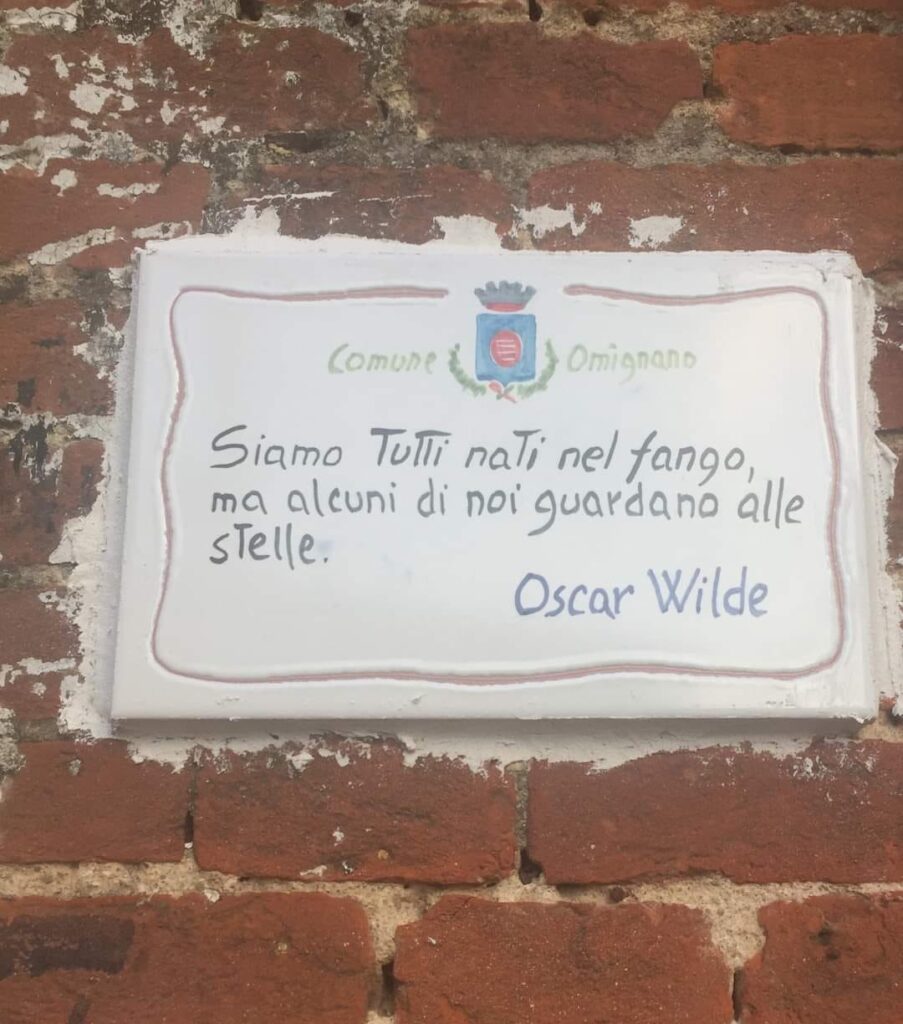 Comune Omignano
Siamo Tutti nati nel fango,
ma alcuni di noi guardano alle
stelle.
Oscar Wilde